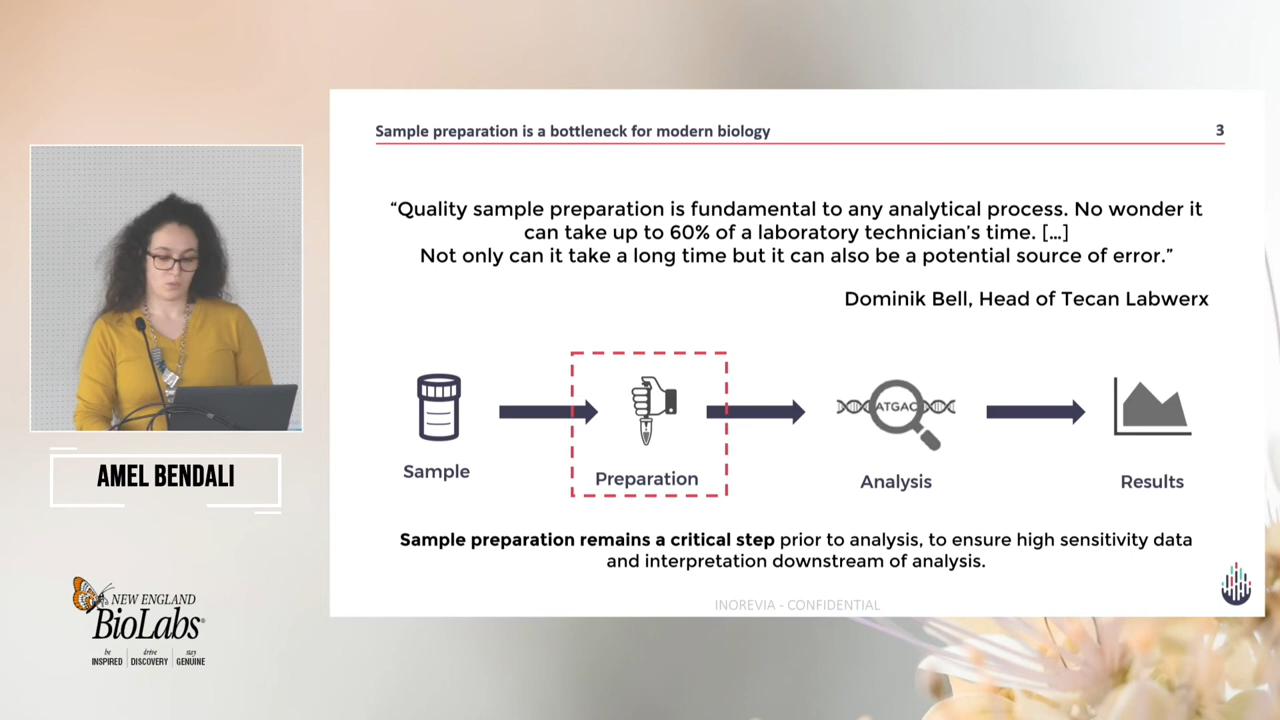 Sample preparation is a bottleneck for modern biology
3
“Quality sample preparation is fundamental to any analytical process. No wonder it
can take up to 60% of a laboratory technician’s time. [...]
Not only can it take a long time but it can also be a potential source of error.”
Dominik Bell, Head of Tecan Labwerx
ATGAC
Sample
Preparation
Analysis
Results
Sample preparation remains a critical step prior to analysis, to ensure high sensitivity data
and interpretation downstream of analysis.
INOREVIA - CONFIDENTIAL
AMEL BENDALI
NEW ENGLAND
BioLabs®
be INSPIRED
drive DISCOVERY
stay GENUINE